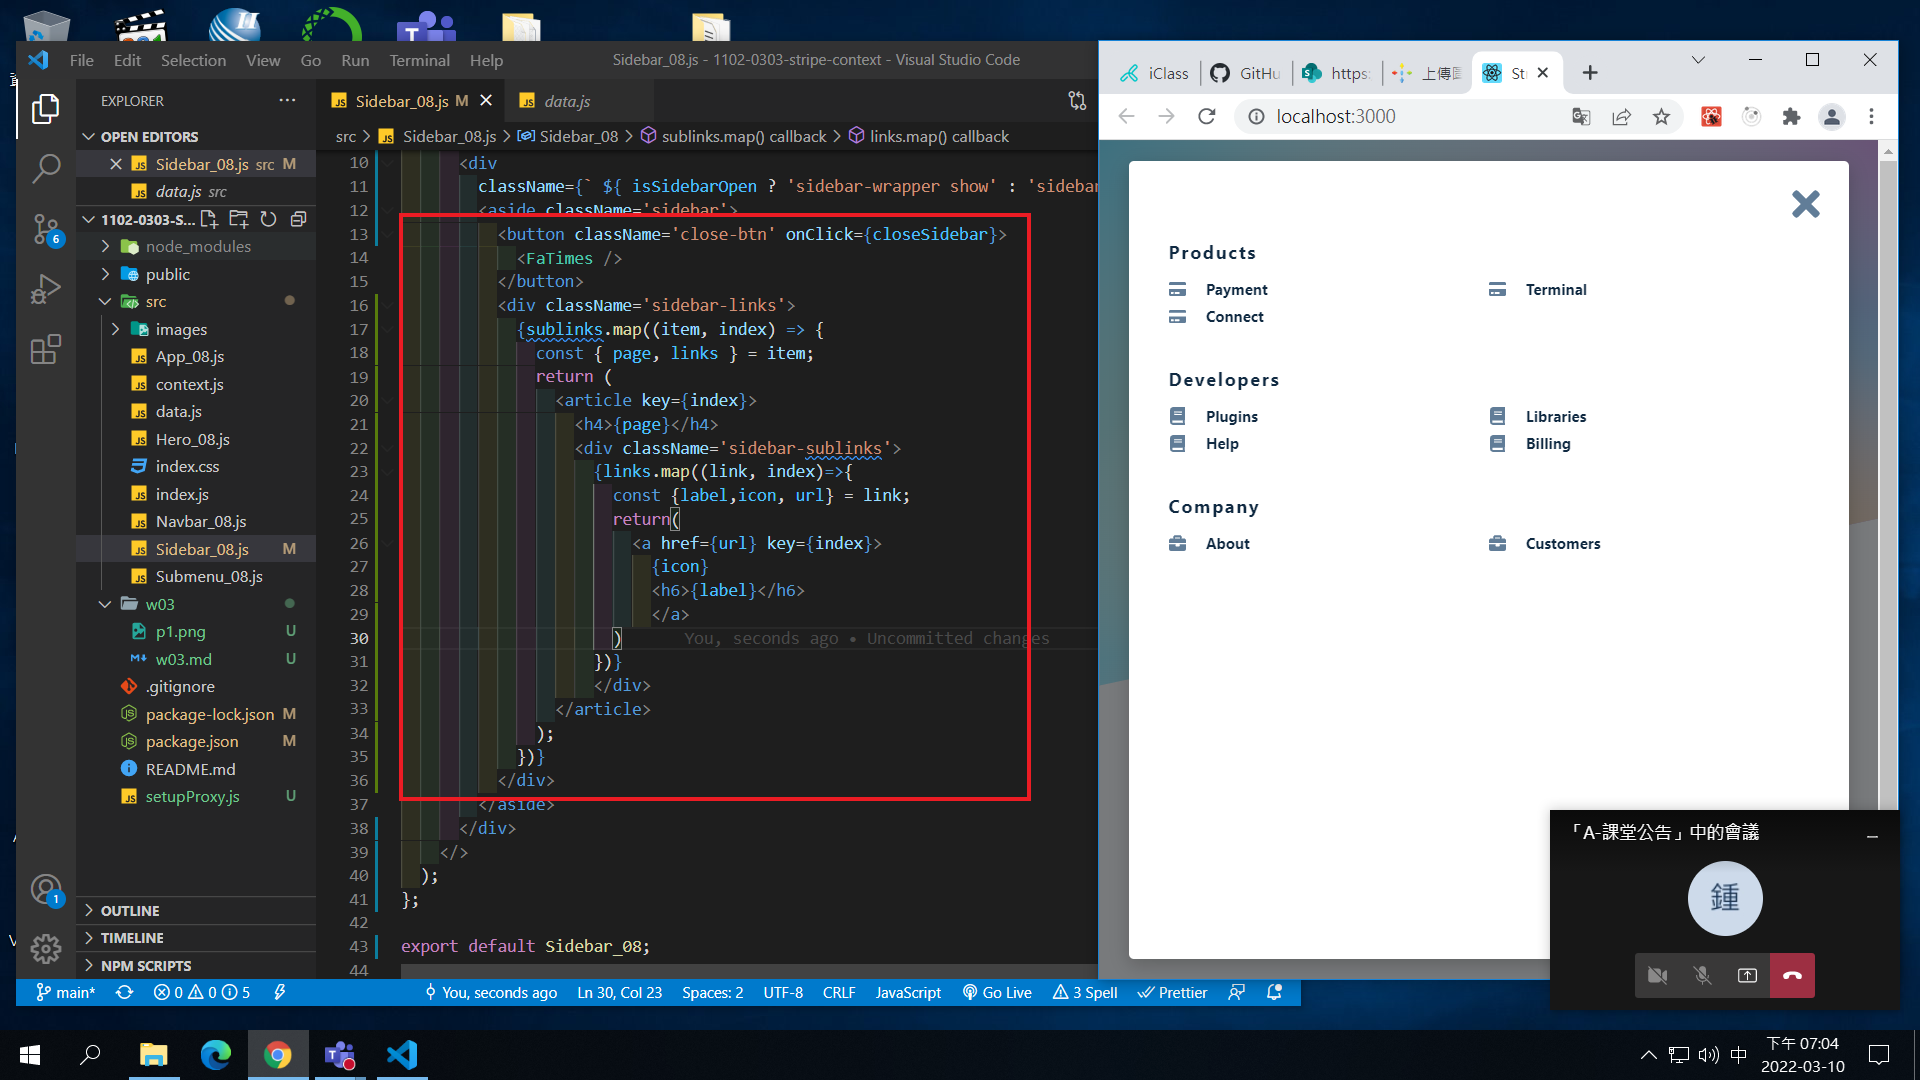 File Edit Selection View Go Run Terminal Help
Sidebar_08.js - 1102-0303-stripe-context - Visual Studio Code
EXPLORER
OPEN EDITORS
Sidebar_08.js src M
data.js src
1102-0303-S...
node_modules
public
src
images
App_08.js
context.js
data.js
Hero_08.js
index.css
index.js
Navbar_08.js
Sidebar_08.js M
Submenu_08.js
w03
p1.png U
w03.md U
.gitignore
package-lock.json M
package.json M
README.md
setupProxy.js U
OUTLINE
TIMELINE
NPM SCRIPTS
6
1
Sidebar_08.js M
data.js
src > Sidebar_08.js > Sidebar_08 > sublinks.map() callback > links.map() callback
10 <div
11 className={` ${ isSidebarOpen ? 'sidebar-wrapper show' : 'sidebar
12 <aside className='sidebar'>
13 <button className='close-btn' onClick={closeSidebar}>
14 <FaTimes />
15 </button>
16 <div className='sidebar-links'>
17 {sublinks.map((item, index) => {
18 const { page, links } = item;
19 return (
20 <article key={index}>
21 <h4>{page}</h4>
22 <div className='sidebar-sublinks'>
23 {links.map((link, index)=>{
24 const {label,icon, url} = link;
25 return(
26 <a href={url} key={index}>
27 {icon}
28 <h6>{label}</h6>
29 </a>
30 ) You, seconds ago • Uncommitted changes
31 })}
32 </div>
33 </article>
34 );
35 })}
36 </div>
37 </aside>
38 </div>
39 </>
40 );
41 };
42
43 export default Sidebar_08;
44
main* 0 0 5 You, seconds ago Ln 30, Col 23 Spaces: 2 UTF-8 CRLF JavaScript Go Live 3 Spell Prettier
iClass
GitHu
https:
上傳
St
localhost:3000
Products
Payment Terminal
Connect
Developers
Plugins Libraries
Help Billing
Company
About Customers
「A-課堂公告」中的會議
鍾
中
下午 07:04
2022-03-10